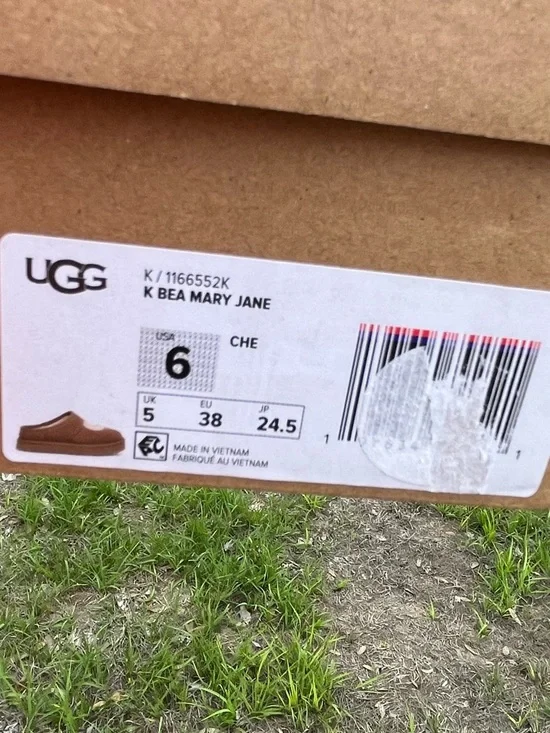 UGG
K / 1166552K
K BEA MARY JANE
USA
6
CHE
UK EU JP
5 38 24.5
MADE IN VIETNAM
FABRIQUÉ AU VIETNAM
1 1